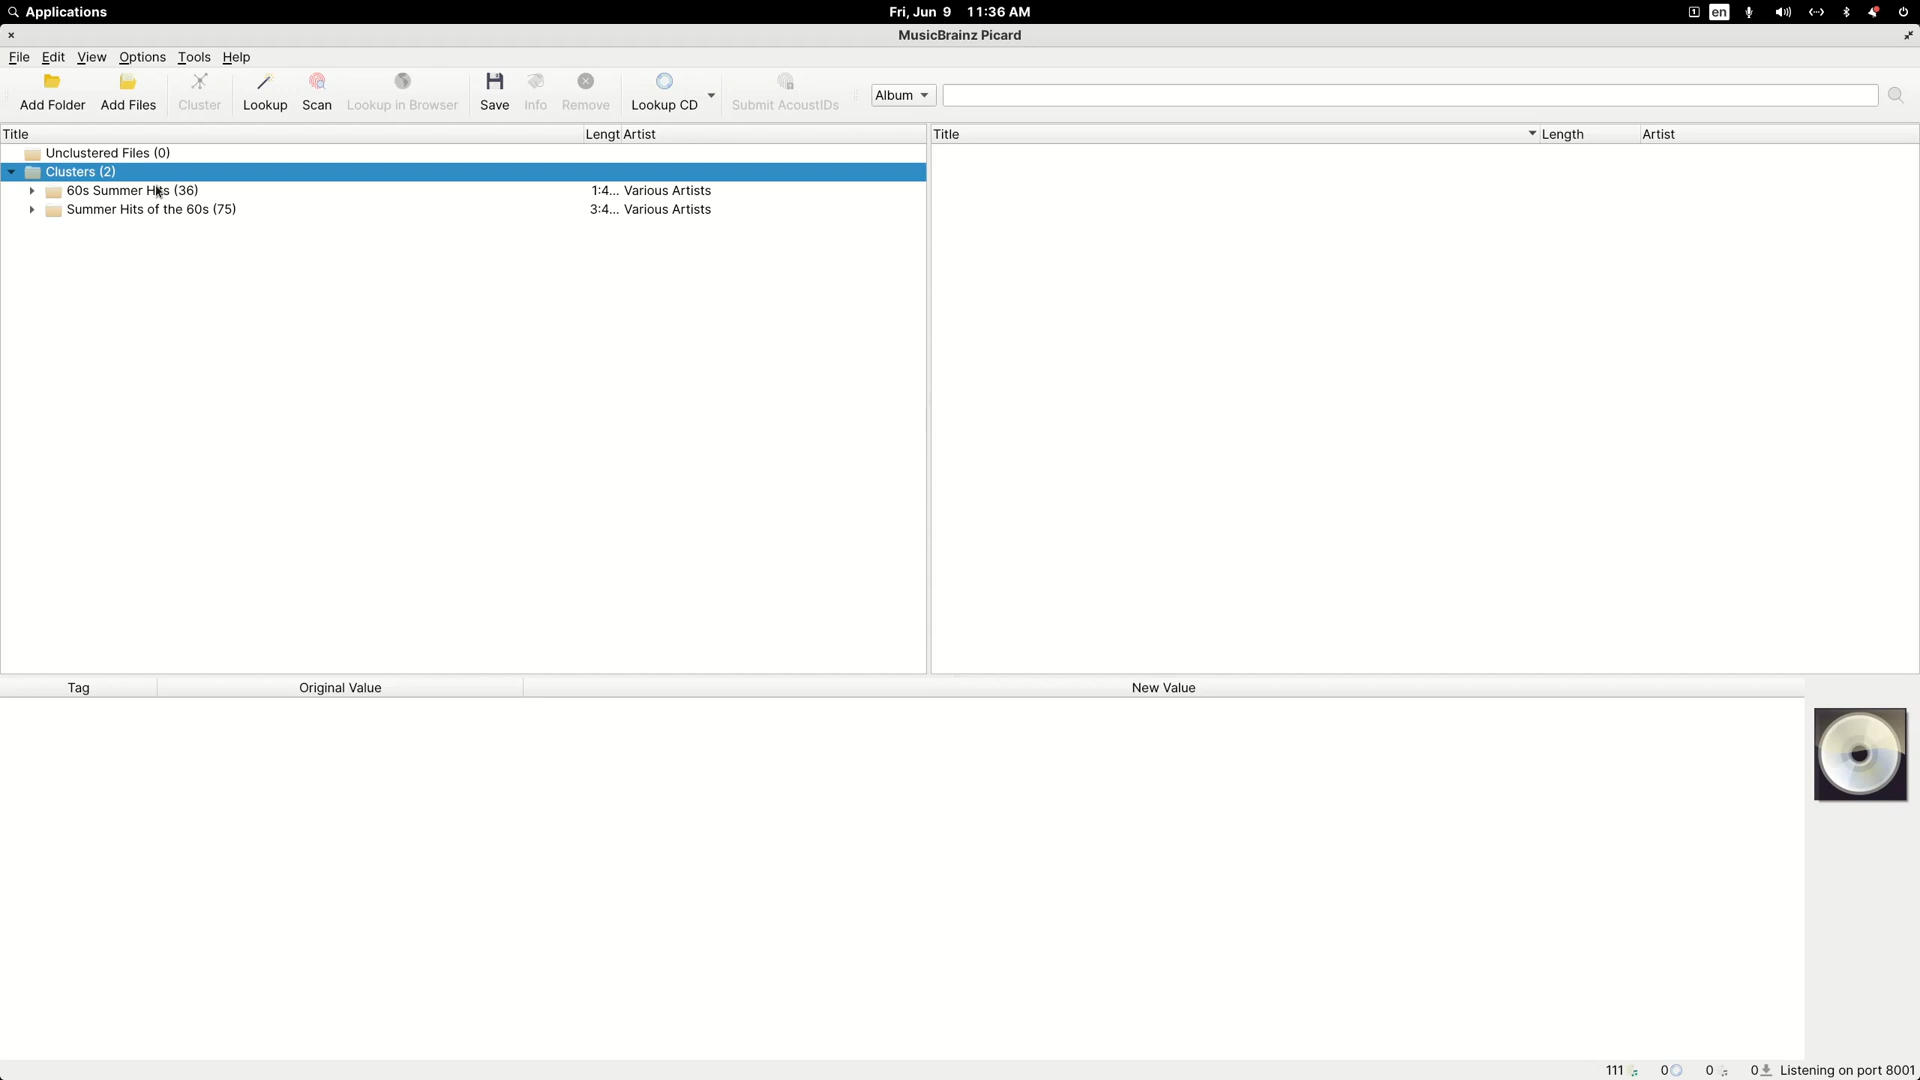 Applications
Fri, Jun 9 11:36 AM
1 en
MusicBrainz Picard
File Edit View Options Tools Help
Add Folder Add Files Cluster Lookup Scan Lookup in Browser Save Info Remove Lookup CD Submit AcoustIDs Album
Title Lengt Artist
Title Length Artist
Unclustered Files (0)
Clusters (2)
60s Summer Hits (36) 1:4... Various Artists
Summer Hits of the 60s (75) 3:4... Various Artists
Tag Original Value New Value
111 0 0 0 Listening on port 8001